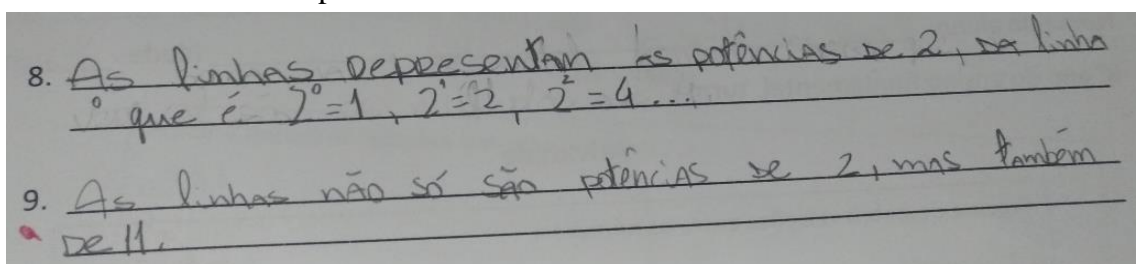 8. As linhas representam as potências de 2, da linha
0 que é 2⁰=1, 2¹=2, 2²=4...
9. As linhas não só são potências de 2, mas também
De 11.